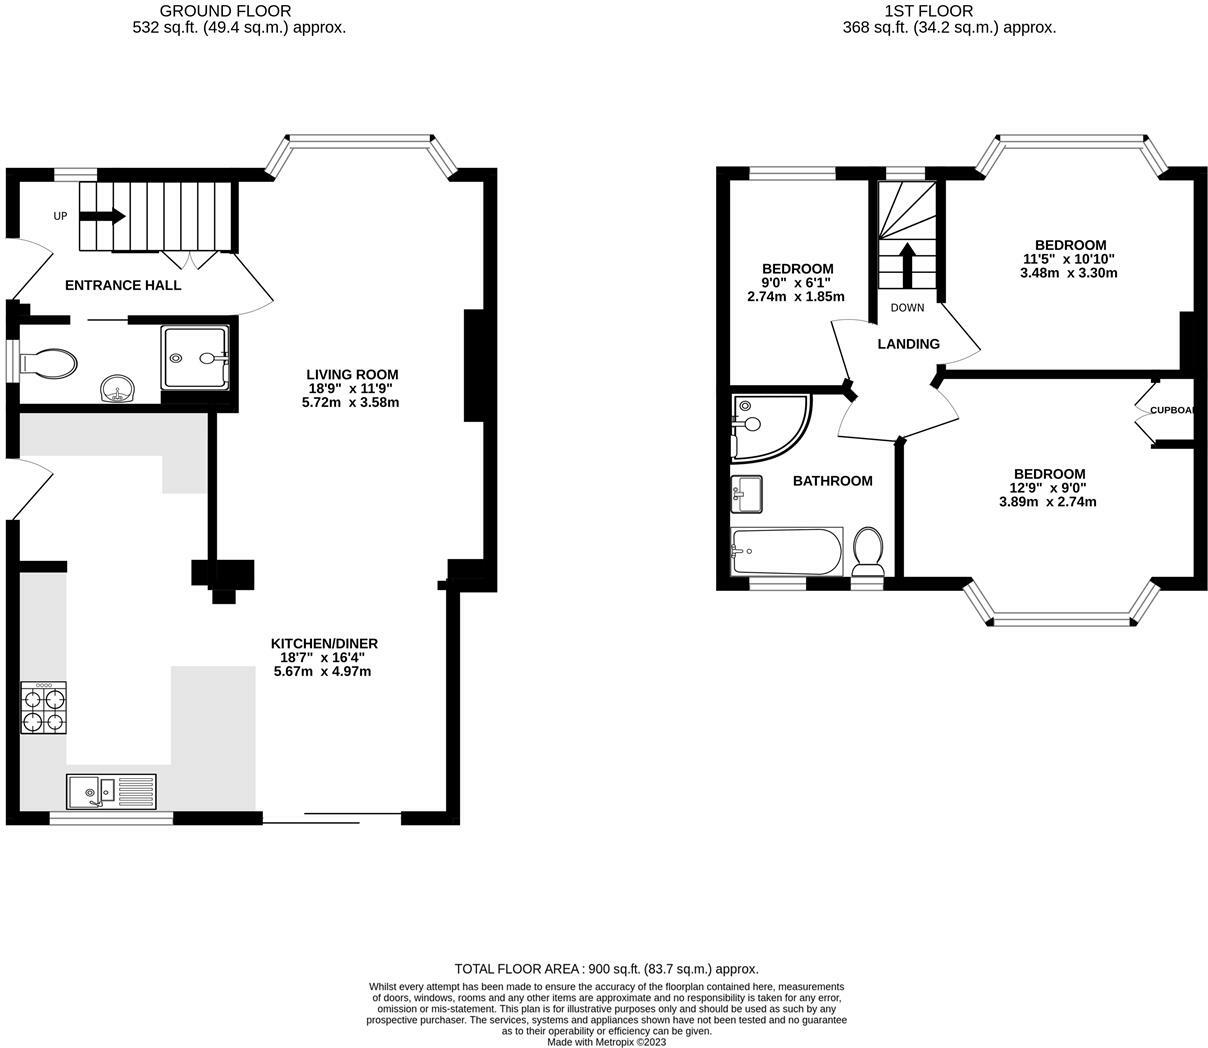 GROUND FLOOR
532 sq.ft. (49.4 sq.m.) approx.
1ST FLOOR
368 sq.ft. (34.2 sq.m.) approx.
UP
ENTRANCE HALL
LIVING ROOM
18'9" x 11'9"
5.72m x 3.58m
KITCHEN/DINER
18'7" x 16'4"
5.67m x 4.97m
BEDROOM
9'0" x 6'1"
2.74m x 1.85m
DOWN
LANDING
BEDROOM
11'5" x 10'10"
3.48m x 3.30m
CUPBOA
BEDROOM
12'9" x 9'0"
3.89m x 2.74m
BATHROOM
TOTAL FLOOR AREA : 900 sq.ft. (83.7 sq.m.) approx.
Whilst every attempt has been made to ensure the accuracy of the floorplan contained here, measurements
of doors, windows, rooms and any other items are approximate and no responsibility is taken for any error,
omission or mis-statement. This plan is for illustrative purposes only and should be used as such by any
prospective purchaser. The services, systems and appliances shown have not been tested and no guarantee
as to their operability or efficiency can be given.
Made with Metropix ©2023